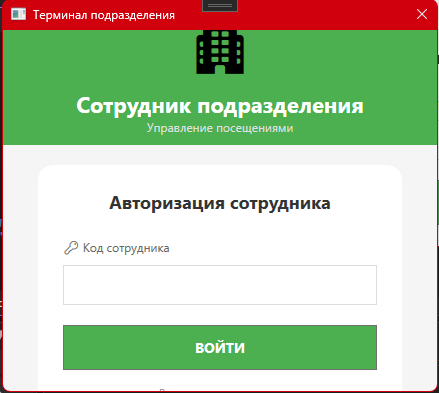 Терминал подразделения
Сотрудник подразделения
Управление посещениями
Авторизация сотрудника
Код сотрудника
ВОЙТИ